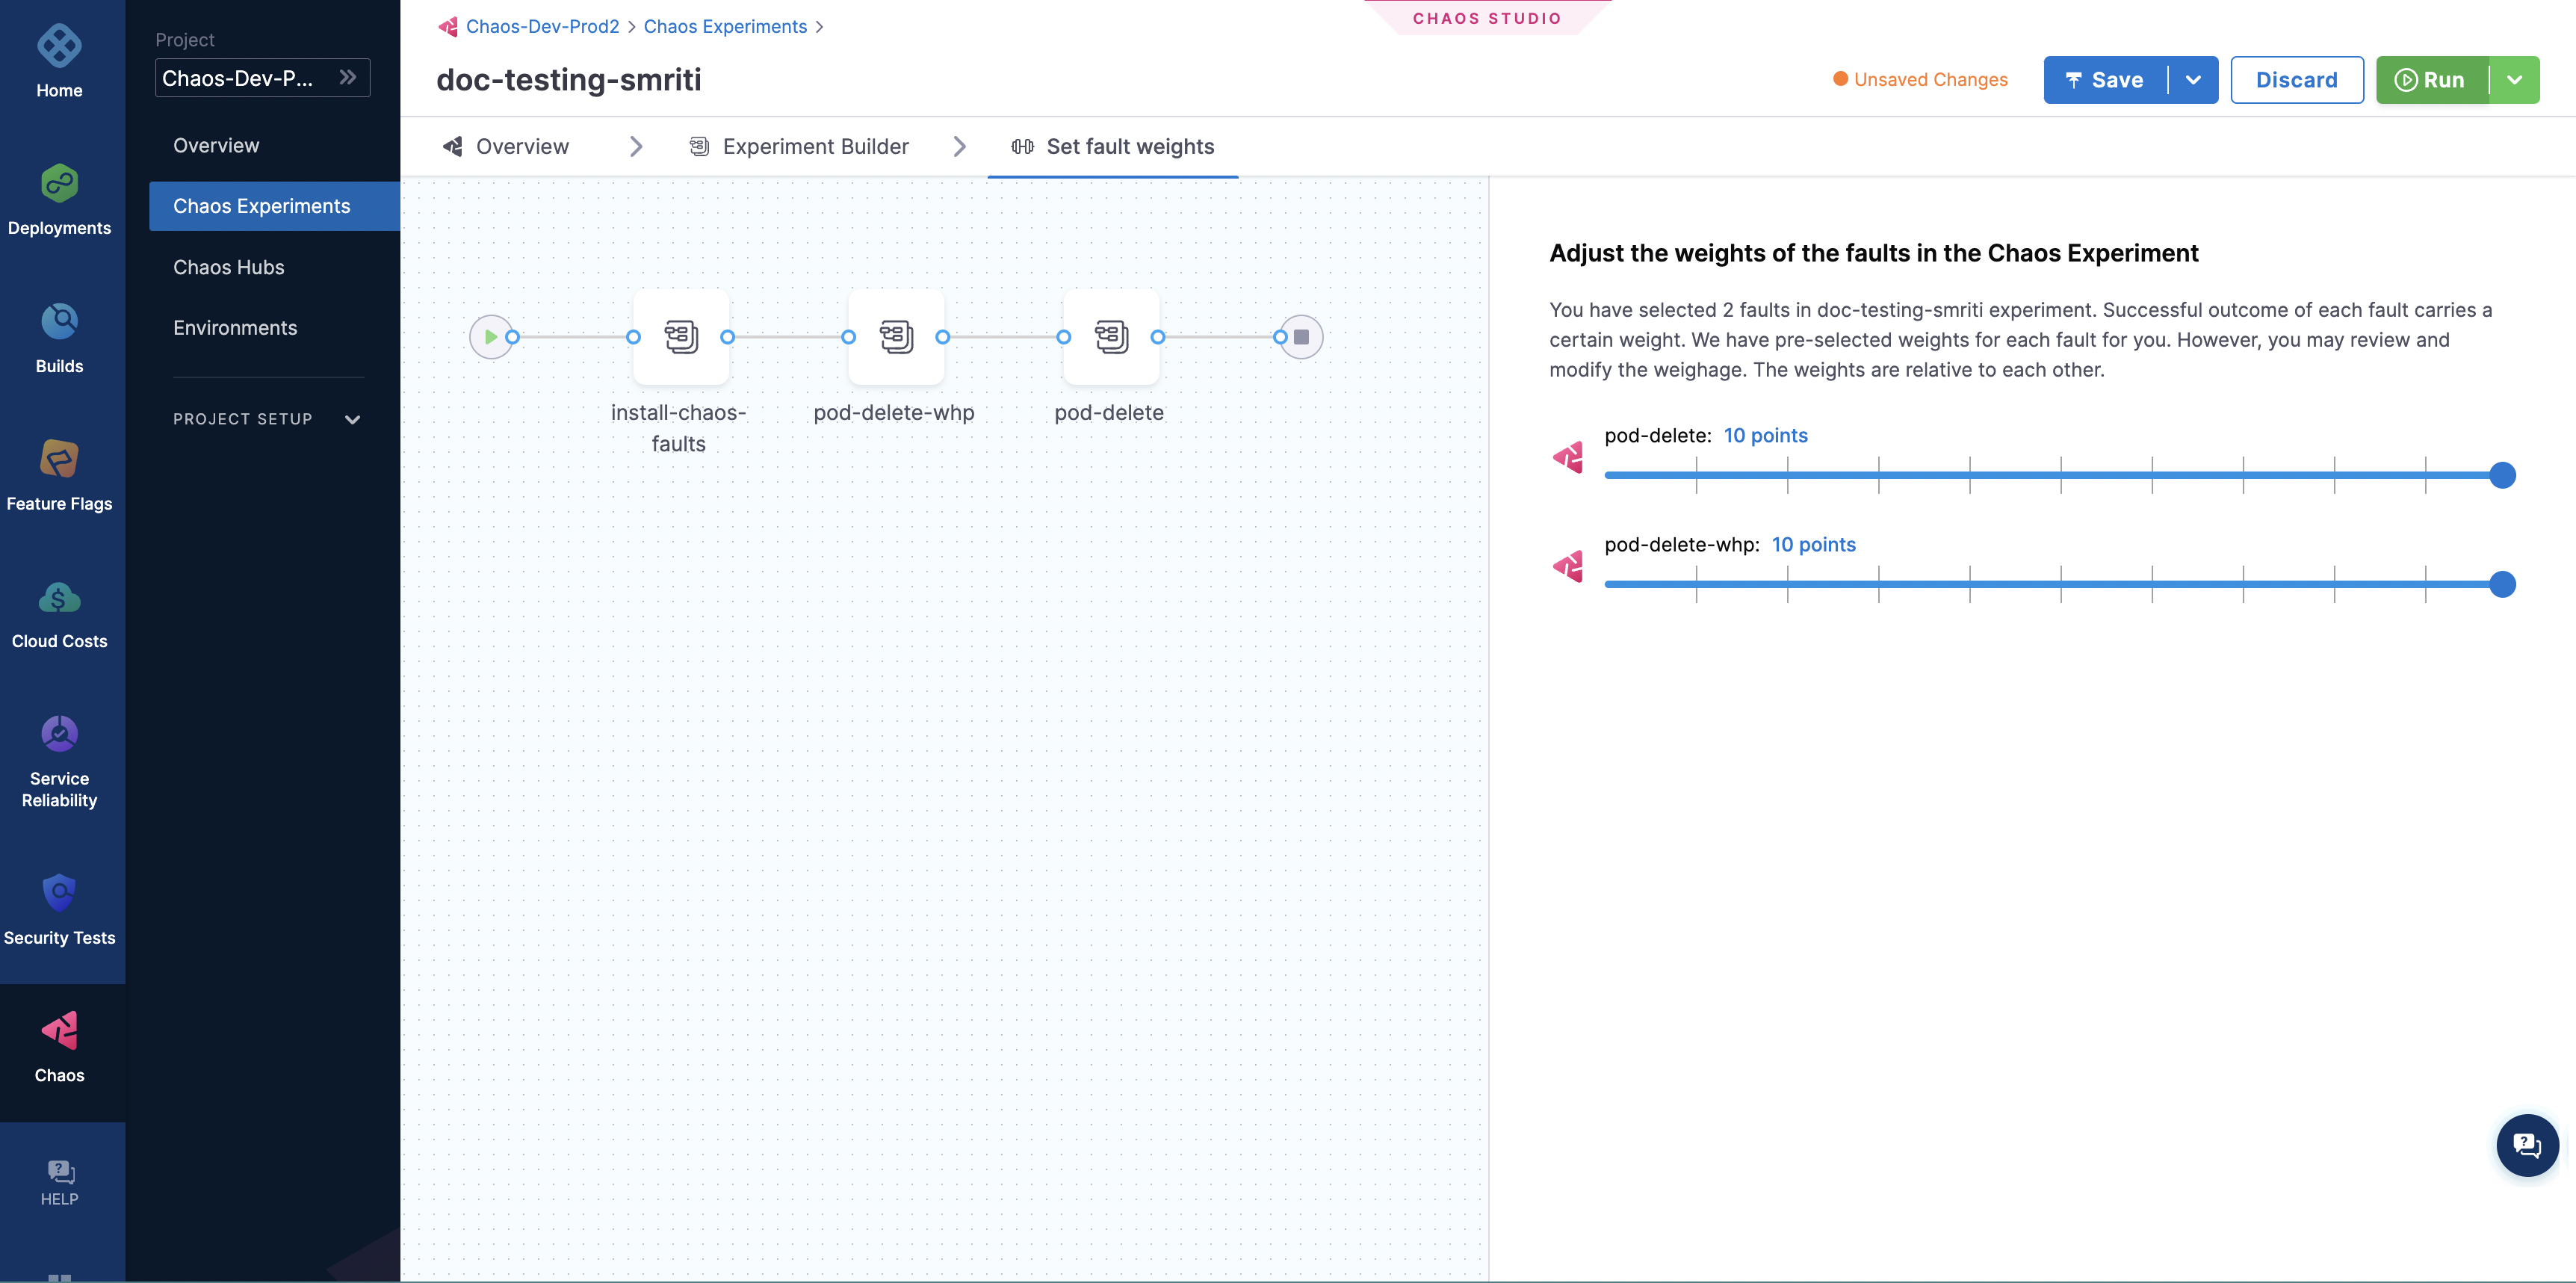 Home
Deployments
Builds
Feature Flags
Cloud Costs
Service
Reliability
Security Tests
Chaos
HELP
Project
Chaos-Dev-P...
Overview
Chaos Experiments
Chaos Hubs
Environments
PROJECT SETUP
Chaos-Dev-Prod2 > Chaos Experiments >
CHAOS STUDIO
doc-testing-smriti
Unsaved Changes
Save
Discard
Run
Overview
Experiment Builder
Set fault weights
install-chaos-
faults
pod-delete-whp
pod-delete
Adjust the weights of the faults in the Chaos Experiment
You have selected 2 faults in doc-testing-smriti experiment. Successful outcome of each fault carries a
certain weight. We have pre-selected weights for each fault for you. However, you may review and
modify the weighage. The weights are relative to each other.
pod-delete: 10 points
pod-delete-whp: 10 points